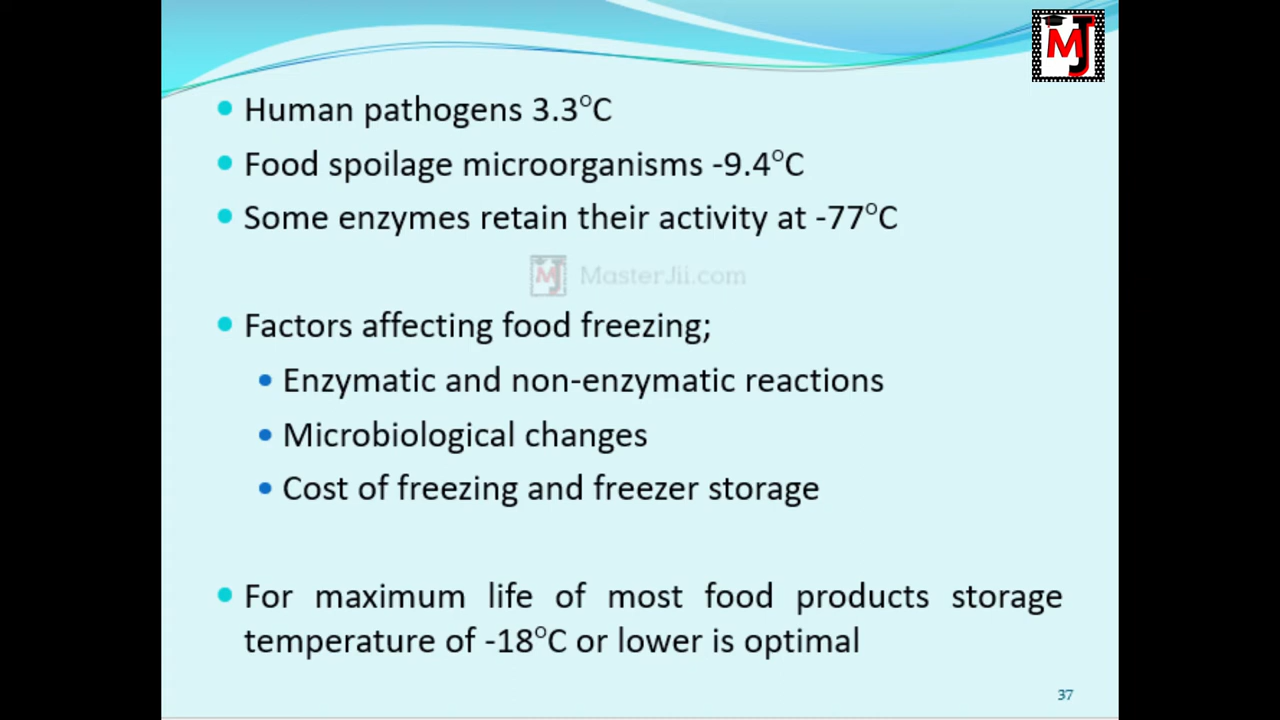 MJ
Human pathogens 3.3°C
Food spoilage microorganisms -9.4°C
Some enzymes retain their activity at -77°C
MJ MasterJii.com
Factors affecting food freezing;
Enzymatic and non-enzymatic reactions
Microbiological changes
Cost of freezing and freezer storage
For maximum life of most food products storage
temperature of -18°C or lower is optimal
37